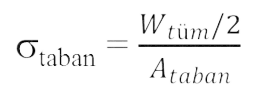 σ_taban = (W_tüm/2) / A_taban